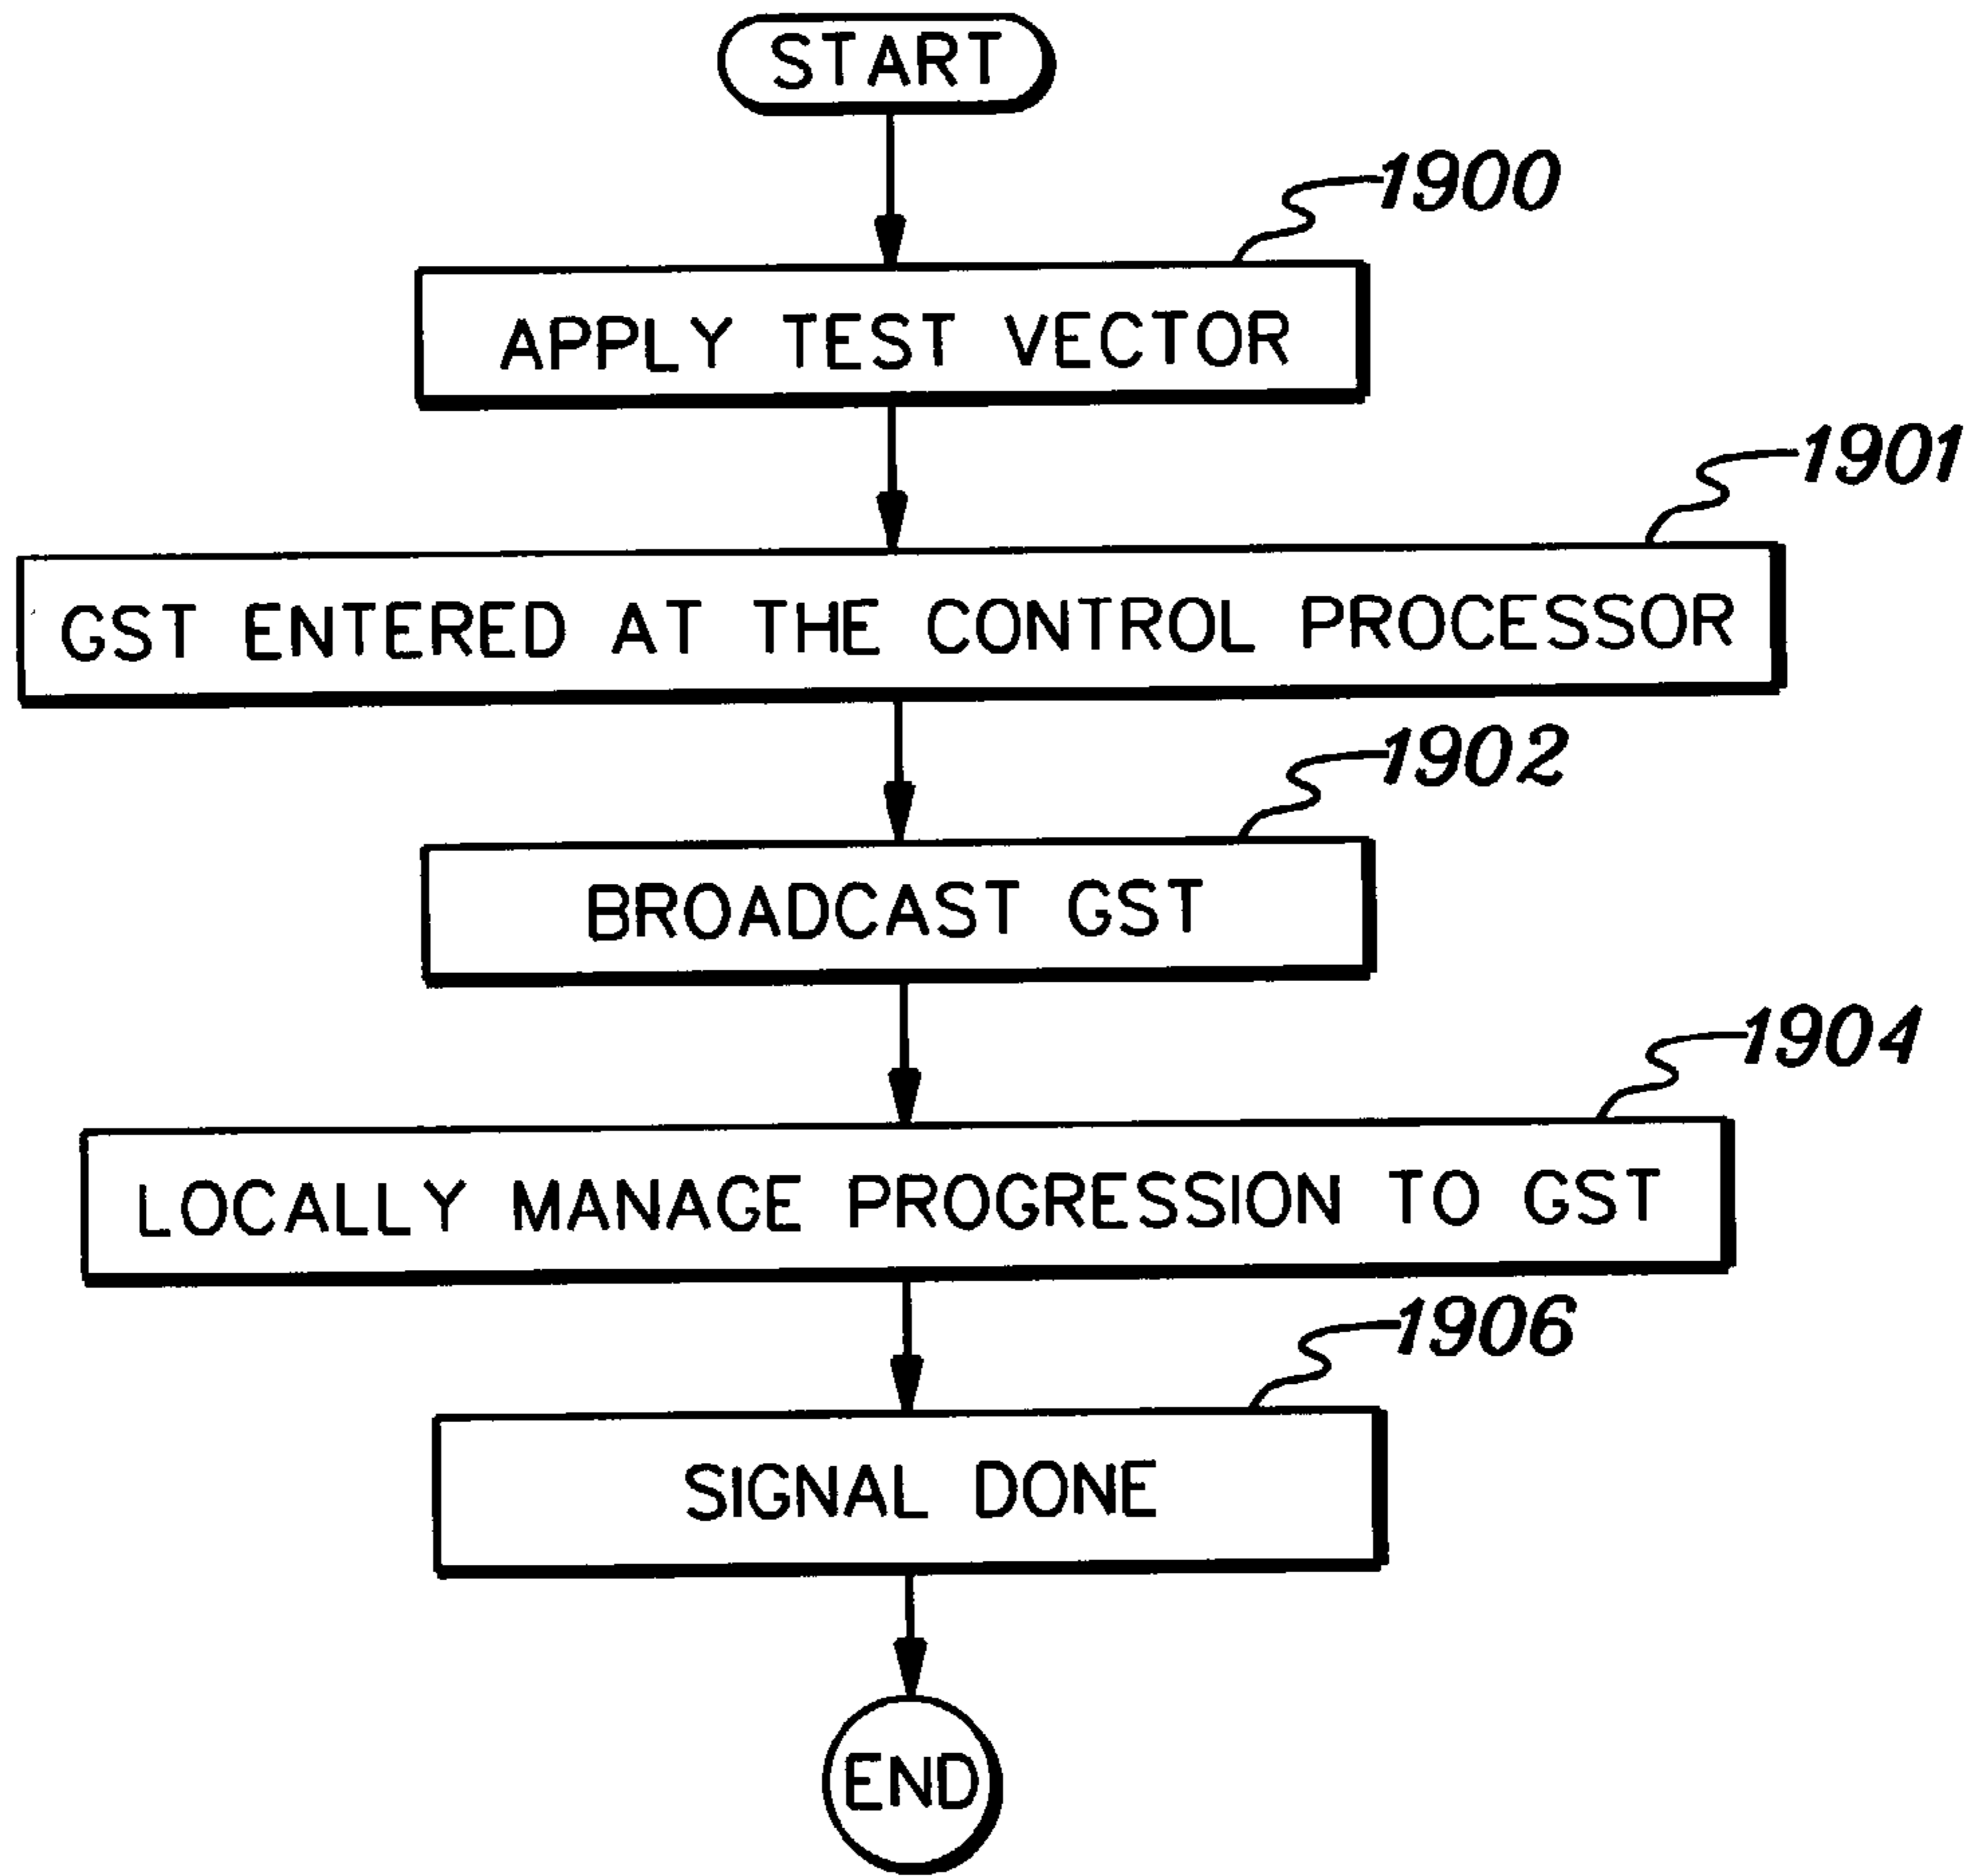 START
1900
APPLY TEST VECTOR
1901
GST ENTERED AT THE CONTROL PROCESSOR
1902
BROADCAST GST
1904
LOCALLY MANAGE PROGRESSION TO GST
1906
SIGNAL DONE
END